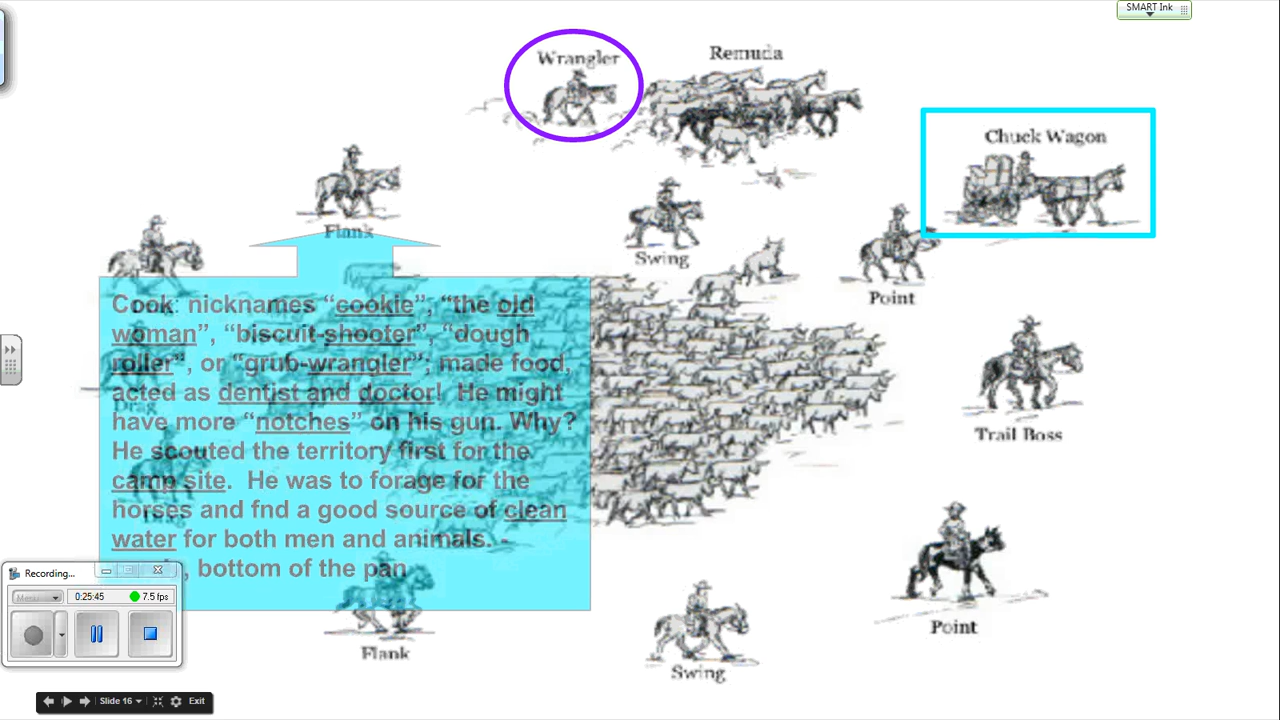 SMART Ink
Wrangler
Remuda
Chuck Wagon
Flank
Swing
Point
Cook: nicknames “cookie”, “the old
woman”, “biscuit-shooter”, “dough
roller”, or “grub-wrangler”; made food,
acted as dentist and doctor! He might
have more “notches” on his gun. Why?
He scouted the territory first for the
camp site. He was to forage for the
horses and fnd a good source of clean
water for both men and animals. -
, bottom of the pan
Drag
Trail Boss
Point
Flank
Swing
Recording...
Menu
0:25:45
7.5 fps
Slide 16
Exit